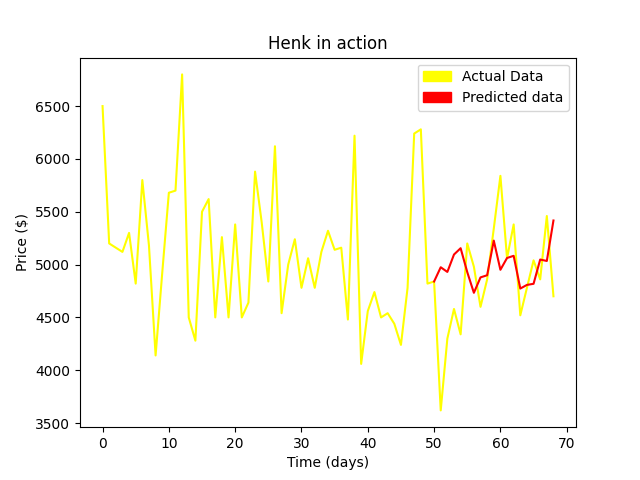 Henk in action
Actual Data
Predicted data
Price ($)
6500
6000
5500
5000
4500
4000
3500
0 10 20 30 40 50 60 70
Time (days)